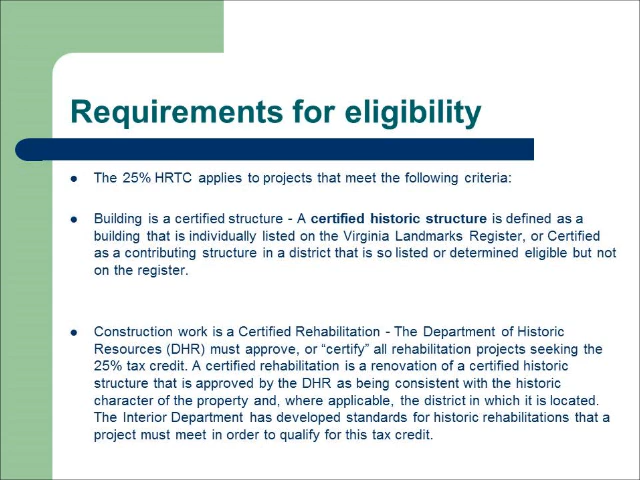 Requirements for eligibility
The 25% HRTC applies to projects that meet the following criteria:
Building is a certified structure - A certified historic structure is defined as a
building that is individually listed on the Virginia Landmarks Register, or Certified
as a contributing structure in a district that is so listed or determined eligible but not
on the register.
Construction work is a Certified Rehabilitation - The Department of Historic
Resources (DHR) must approve, or “certify” all rehabilitation projects seeking the
25% tax credit. A certified rehabilitation is a renovation of a certified historic
structure that is approved by the DHR as being consistent with the historic
character of the property and, where applicable, the district in which it is located.
The Interior Department has developed standards for historic rehabilitations that a
project must meet in order to qualify for this tax credit.